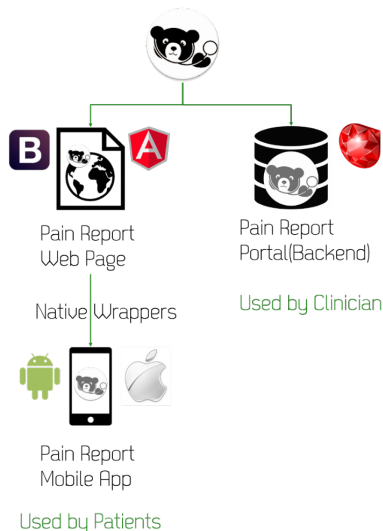 B
A
Pain Report
Web Page
Pain Report
Portal(Backend)
Used by Clinician
Native Wrappers
Pain Report
Mobile App
Used by Patients